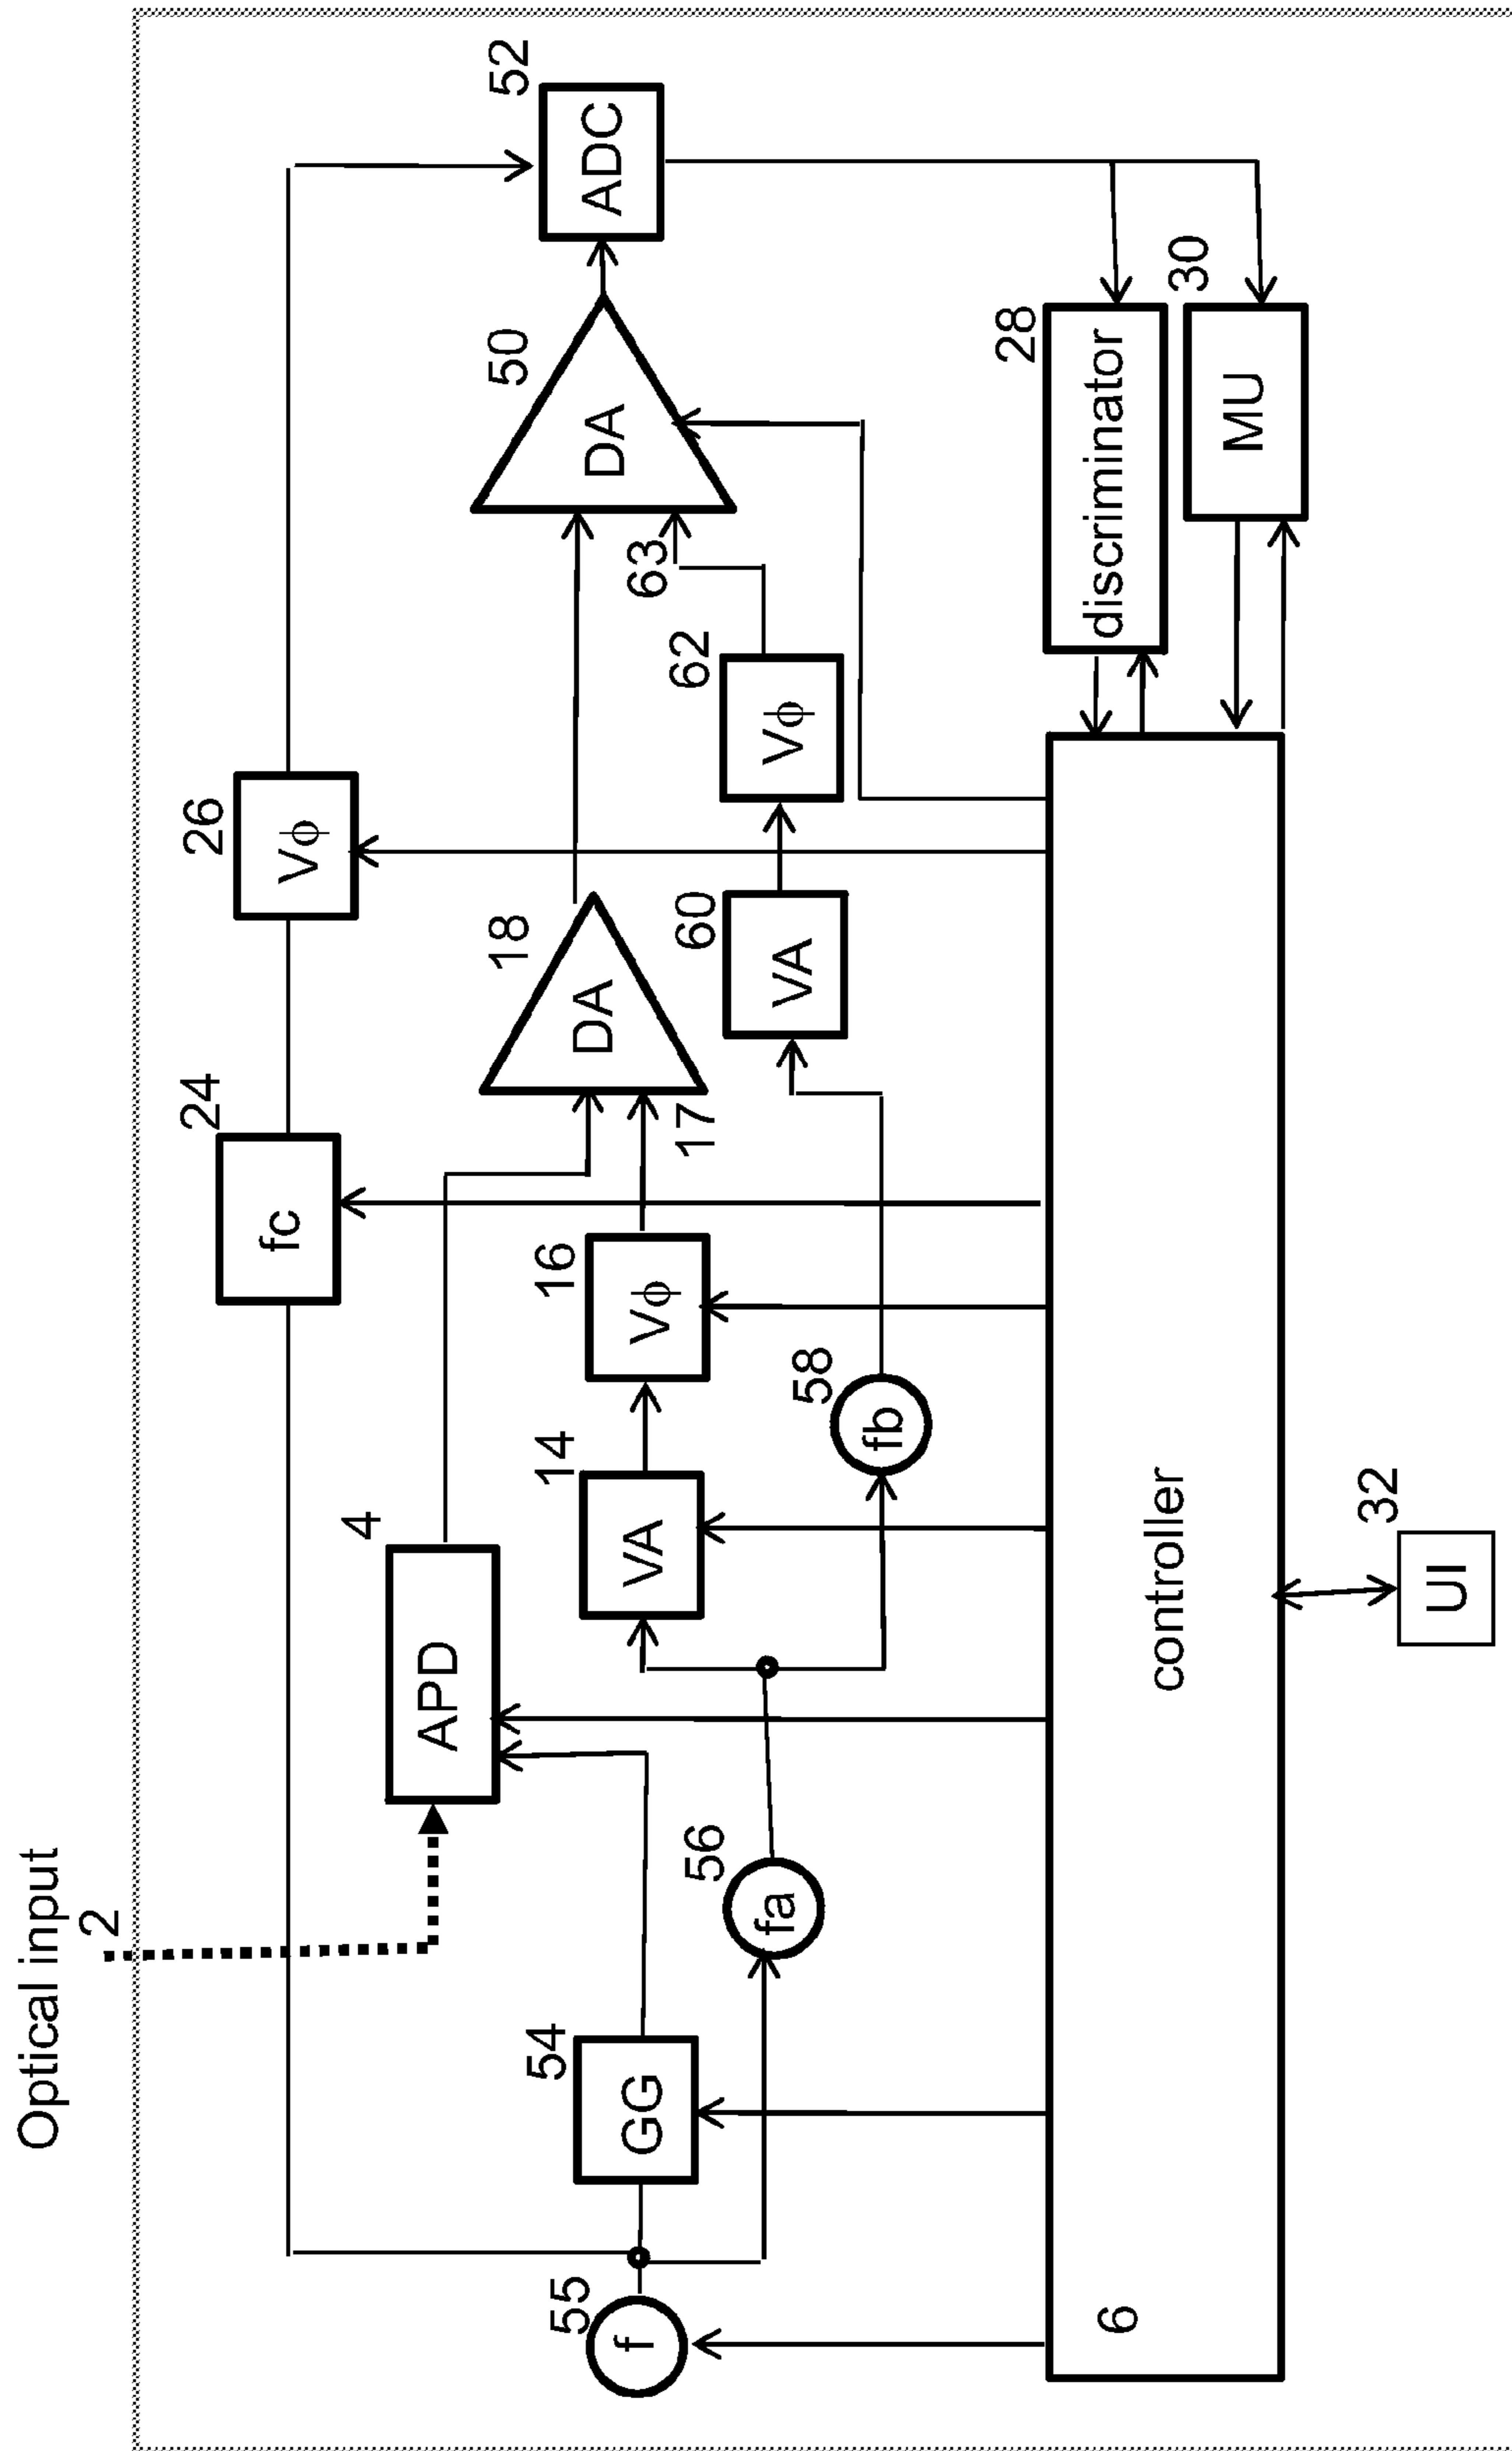 Optical input
2
24
fc
26
Vϕ
52
ADC
4
APD
18
DA
50
DA
54
GG
14
VA
16
Vϕ
17
63
55
f
56
fa
58
fb
60
VA
62
Vϕ
6
controller
28
discriminator
30
MU
32
UI